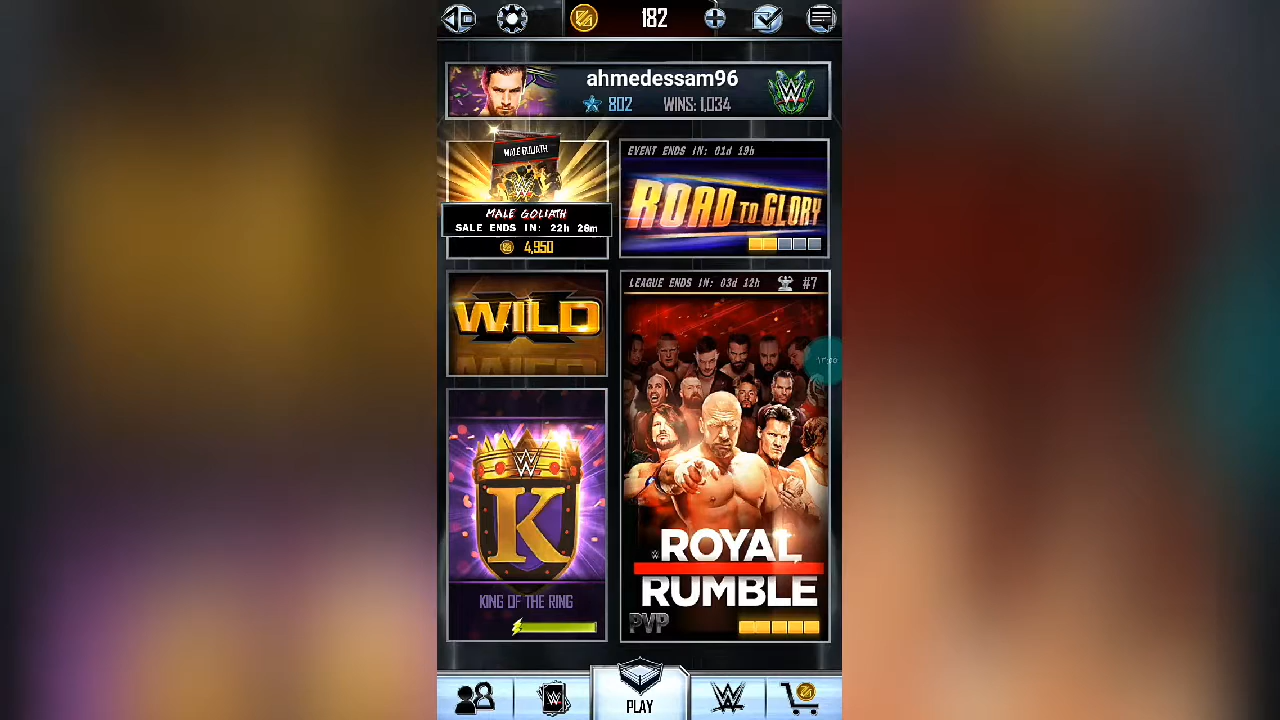 182
ahmedessam96
802 WINS: 1,034
MALE GOLIATH
MALE GOLIATH
SALE ENDS IN: 22h 28m
4,950
EVENT ENDS IN: 01d 19h
ROAD TO GLORY
WILD
LEAGUE ENDS IN: 03d 12h #7
ROYAL
RUMBLE
PVP
K
KING OF THE RING
PLAY